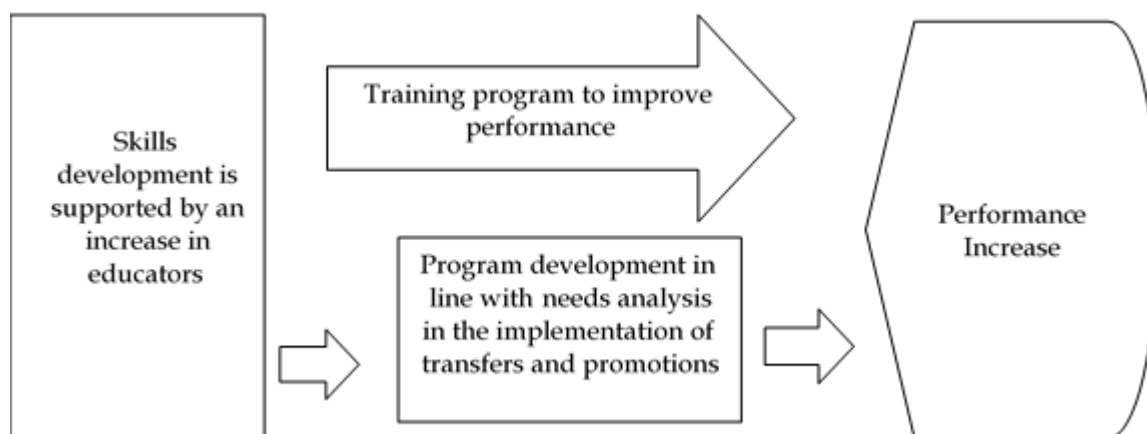 Skills
development is
supported by an
increase in
educators
Training program to improve
performance
Program development in
line with needs analysis
in the implementation of
transfers and promotions
Performance
Increase